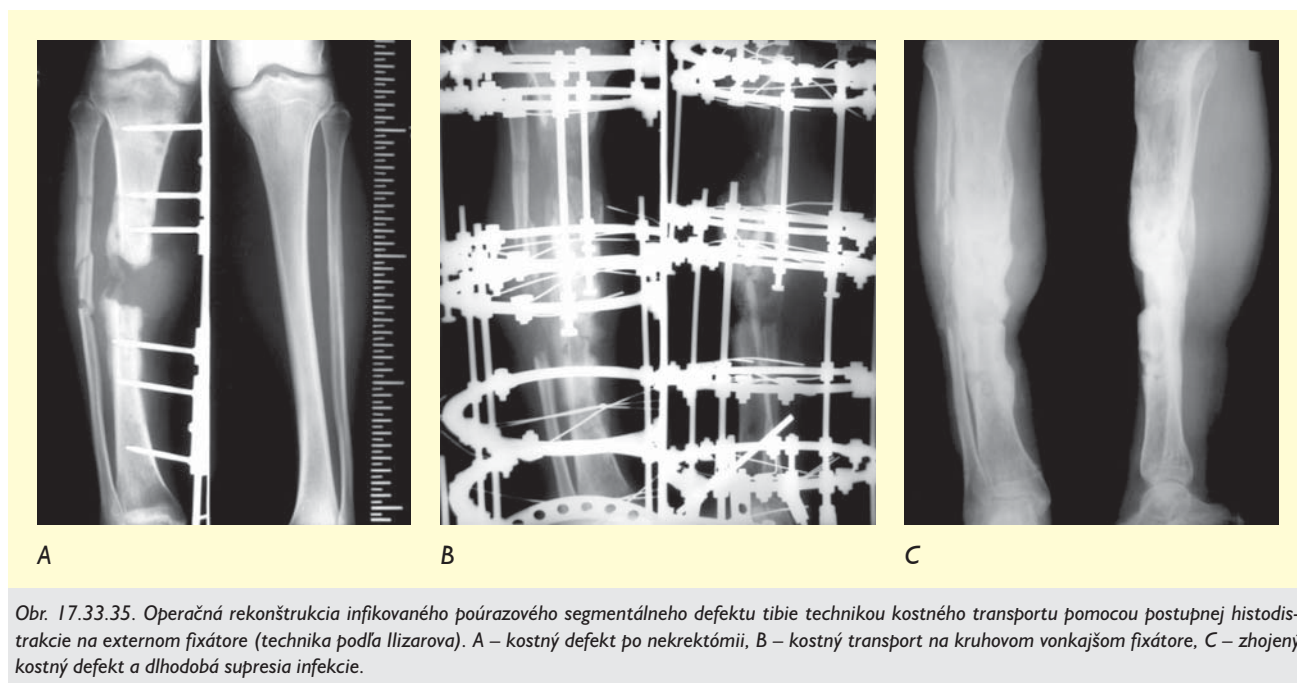 A B C
Obr. 17.33.35. Operačná rekonštrukcia infikovaného poúrazového segmentálneho defektu tibie technikou kostného transportu pomocou postupnej histodis-
trakcie na externom fixátore (technika podľa Ilizarova). A – kostný defekt po nekrektómii, B – kostný transport na kruhovom vonkajšom fixátore, C – zhojený
kostný defekt a dlhodobá supresia infekcie.